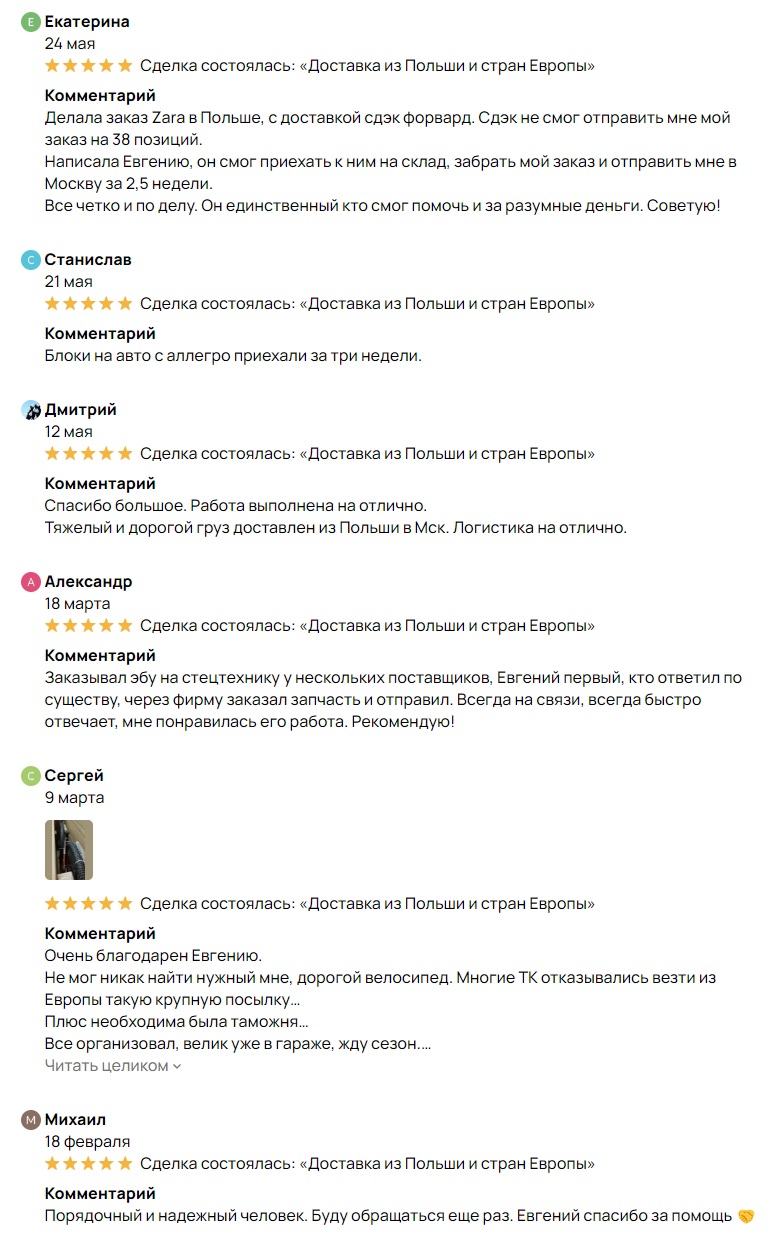 Е Екатерина
24 мая
Сделка состоялась: «Доставка из Польши и стран Европы»
Комментарий
Делала заказ Zara в Польше, с доставкой сдэк форвард. Сдэк не смог отправить мне мой
заказ на 38 позиций.
Написала Евгению, он смог приехать к ним на склад, забрать мой заказ и отправить мне в
Москву за 2,5 недели.
Все четко и по делу. Он единственный кто смог помочь и за разумные деньги. Советую!
С Станислав
21 мая
Сделка состоялась: «Доставка из Польши и стран Европы»
Комментарий
Блоки на авто с аллегро приехали за три недели.
Дмитрий
12 мая
Сделка состоялась: «Доставка из Польши и стран Европы»
Комментарий
Спасибо большое. Работа выполнена на отлично.
Тяжелый и дорогой груз доставлен из Польши в Мск. Логистика на отлично.
А Александр
18 марта
Сделка состоялась: «Доставка из Польши и стран Европы»
Комментарий
Заказывал эбу на стецтехнику у нескольких поставщиков, Евгений первый, кто ответил по
существу, через фирму заказал запчасть и отправил. Всегда на связи, всегда быстро
отвечает, мне понравилась его работа. Рекомендую!
С Сергей
9 марта
Сделка состоялась: «Доставка из Польши и стран Европы»
Комментарий
Очень благодарен Евгению.
Не мог никак найти нужный мне, дорогой велосипед. Многие ТК отказывались везти из
Европы такую крупную посылку...
Плюс необходима была таможня...
Все организовал, велик уже в гараже, жду сезон....
Читать целиком
М Михаил
18 февраля
Сделка состоялась: «Доставка из Польши и стран Европы»
Комментарий
Порядочный и надежный человек. Буду обращаться еще раз. Евгений спасибо за помощь 🤝